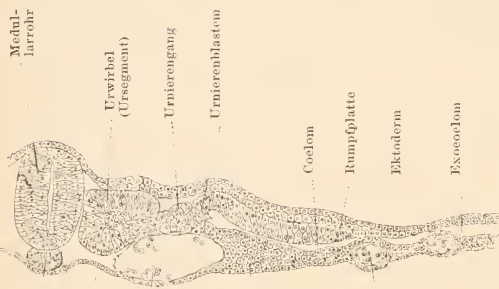 Medul-
larrohr
Urwirbel
(Ursegment)
Urnierengang
Urnierenblastem
Coelom
Rumpfplatte
Ektoderm
Exocoelom